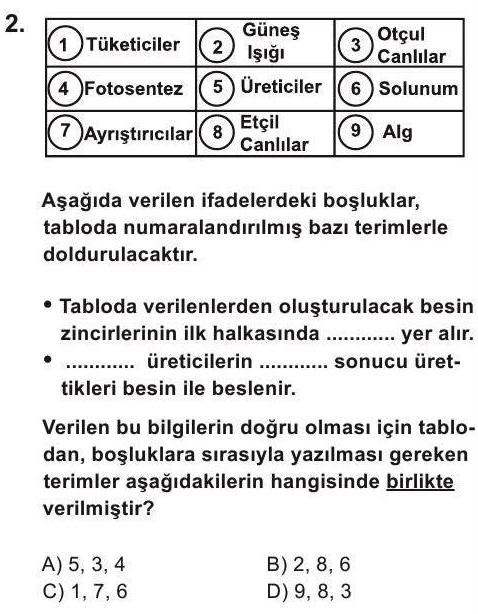 2.
1 Tüketiciler 2 Güneş Işığı 3 Otçul Canlılar
4 Fotosentez 5 Üreticiler 6 Solunum
7 Ayrıştırıcılar 8 Etçil Canlılar 9 Alg
Aşağıda verilen ifadelerdeki boşluklar,
tabloda numaralandırılmış bazı terimlerle
doldurulacaktır.
• Tabloda verilenlerden oluşturulacak besin
zincirlerinin ilk halkasında ............ yer alır.
• ............ üreticilerin ............ sonucu üret-
tikleri besin ile beslenir.
Verilen bu bilgilerin doğru olması için tablo-
dan, boşluklara sırasıyla yazılması gereken
terimler aşağıdakilerin hangisinde birlikte
verilmiştir?
A) 5, 3, 4 B) 2, 8, 6
C) 1, 7, 6 D) 9, 8, 3